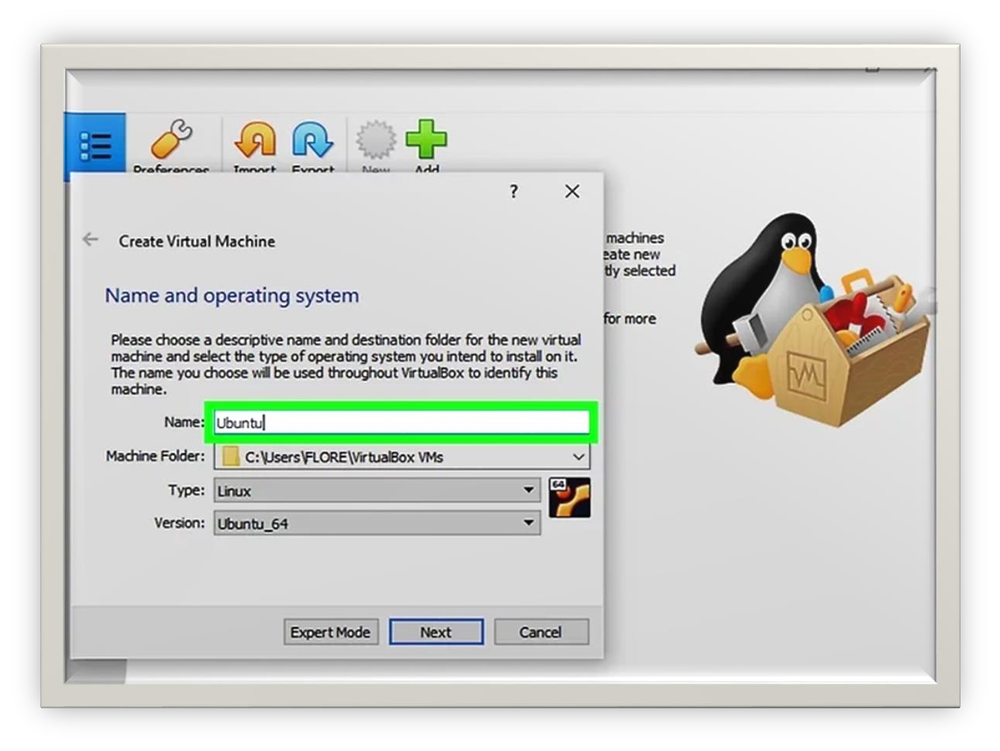 Preferences
Import
Export
New
Add
?
Create Virtual Machine
machines
eate new
tly selected
for more
Name and operating system
Please choose a descriptive name and destination folder for the new virtual
machine and select the type of operating system you intend to install on it.
The name you choose will be used throughout VirtualBox to identify this
machine.
Name: Ubuntu
Machine Folder: C:\Users\FLORE\VirtualBox VMs
Type: Linux
64
Version: Ubuntu_64
Expert Mode
Next
Cancel